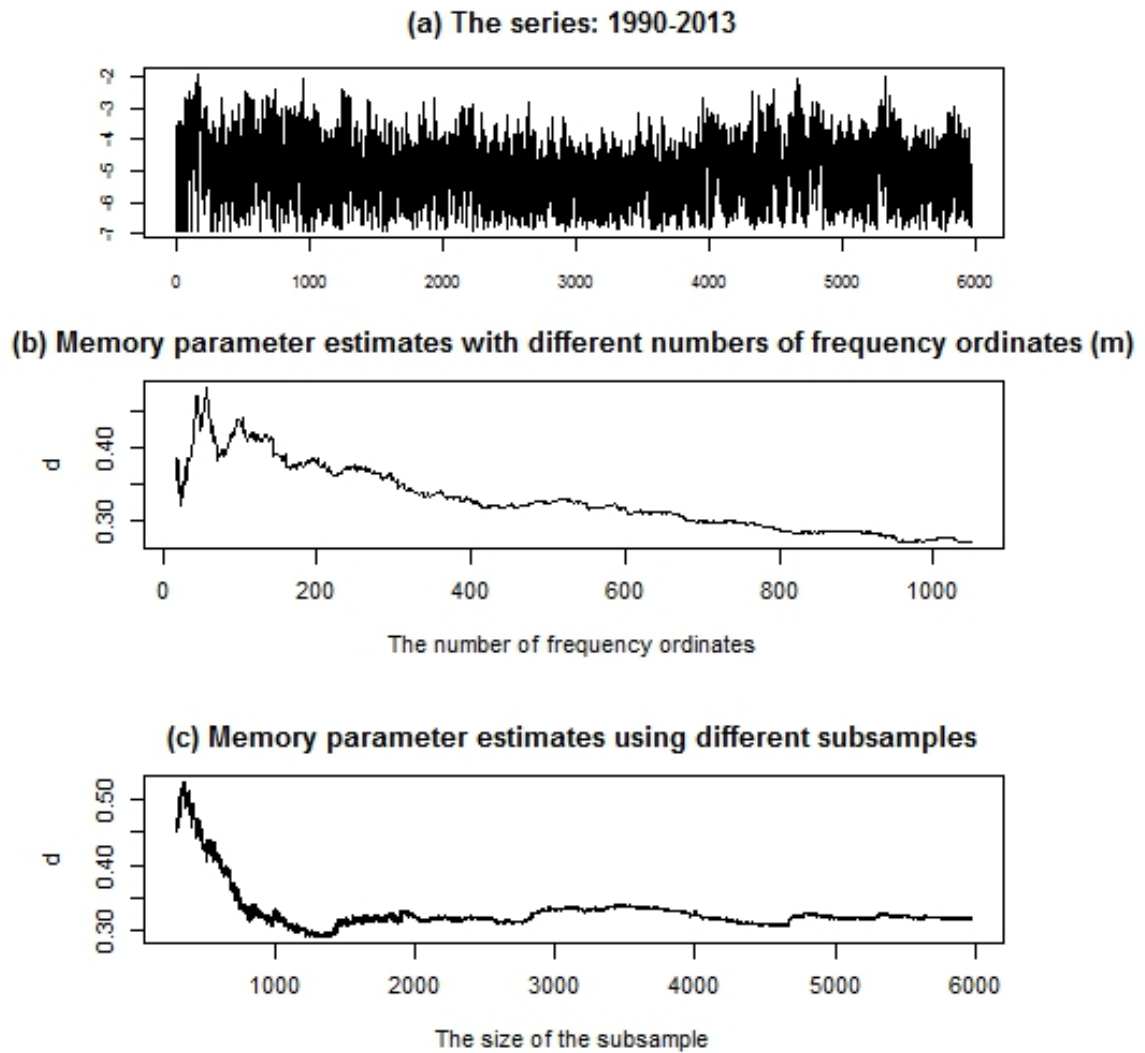 (a) The series: 1990-2013
-2
-3
-4
-5
-6
-7
0 1000 2000 3000 4000 5000 6000
(b) Memory parameter estimates with different numbers of frequency ordinates (m)
d
0.40
0.30
0 200 400 600 800 1000
The number of frequency ordinates
(c) Memory parameter estimates using different subsamples
d
0.50
0.40
0.30
1000 2000 3000 4000 5000 6000
The size of the subsample